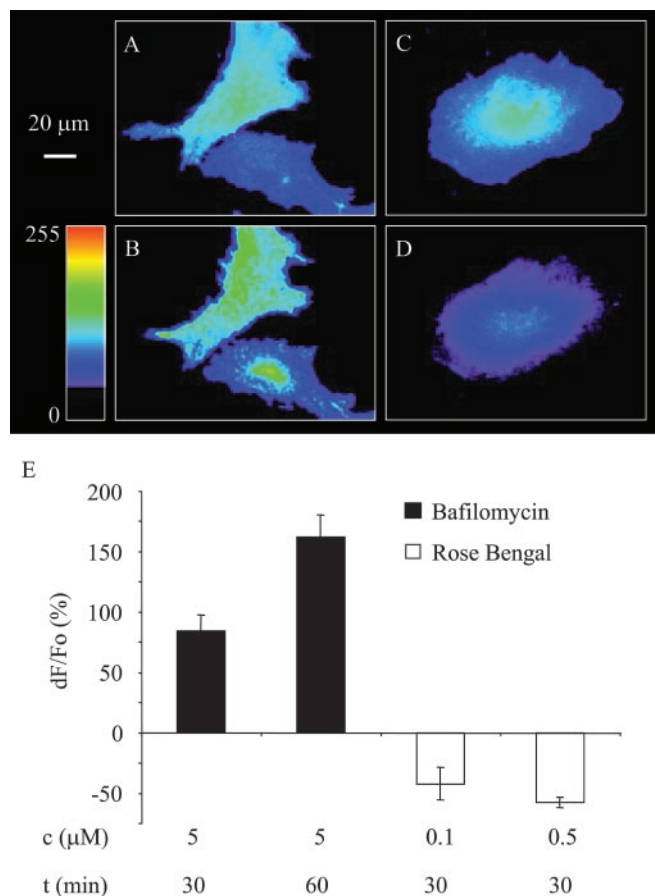 A
C
20 μm
255
B
D
0
E
200
150
100
50
0
-50
dF/Fo (%)
Bafilomycin
Rose Bengal
c (μM) 5 5 0.1 0.5
t (min) 30 60 30 30